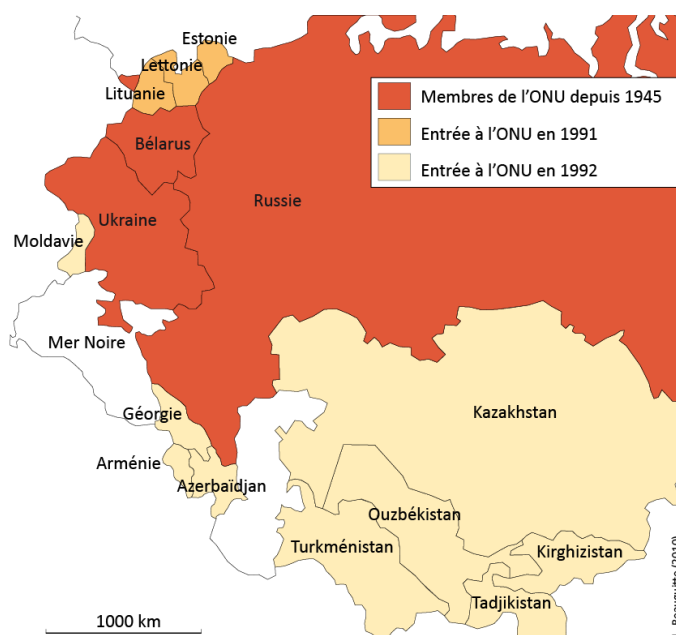 Estonie
Lettonie
Lituanie
Membres de l'ONU depuis 1945
Entrée à l'ONU en 1991
Entrée à l'ONU en 1992
Bélarus
Russie
Ukraine
Moldavie
Mer Noire
Kazakhstan
Géorgie
Arménie
Azerbaïdjan
Ouzbékistan
Turkménistan
Kirghizistan
Tadjikistan
1000 km